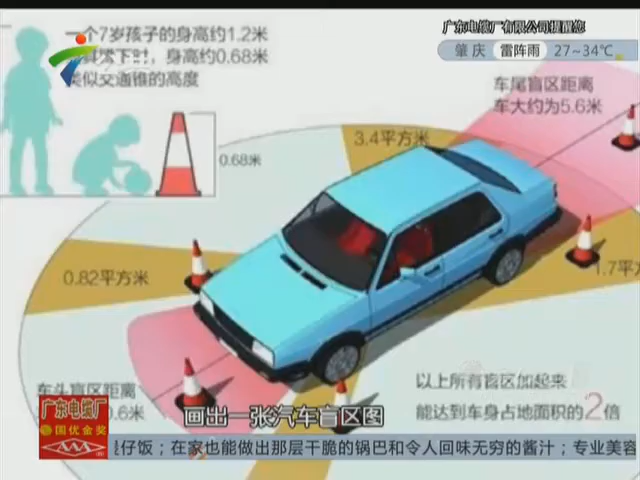 广东电缆厂有限公司提醒您
肇庆 雷阵雨 27~34℃
一个7岁孩子的身高约1.2米
下时，身高约0.68米
类似交通锥的高度
0.68米
车尾盲区距离
车大约为5.6米
3.4平方米
0.82平方米
1.7平方米
车头盲区距离
0.6米
以上所有盲区加起来
能达到车身占地面积的2倍
画出一张汽车盲区图
广东电缆厂
国优金奖
仔饭；在家也能做出那层干脆的锅巴和令人回味无穷的酱汁；专业美容